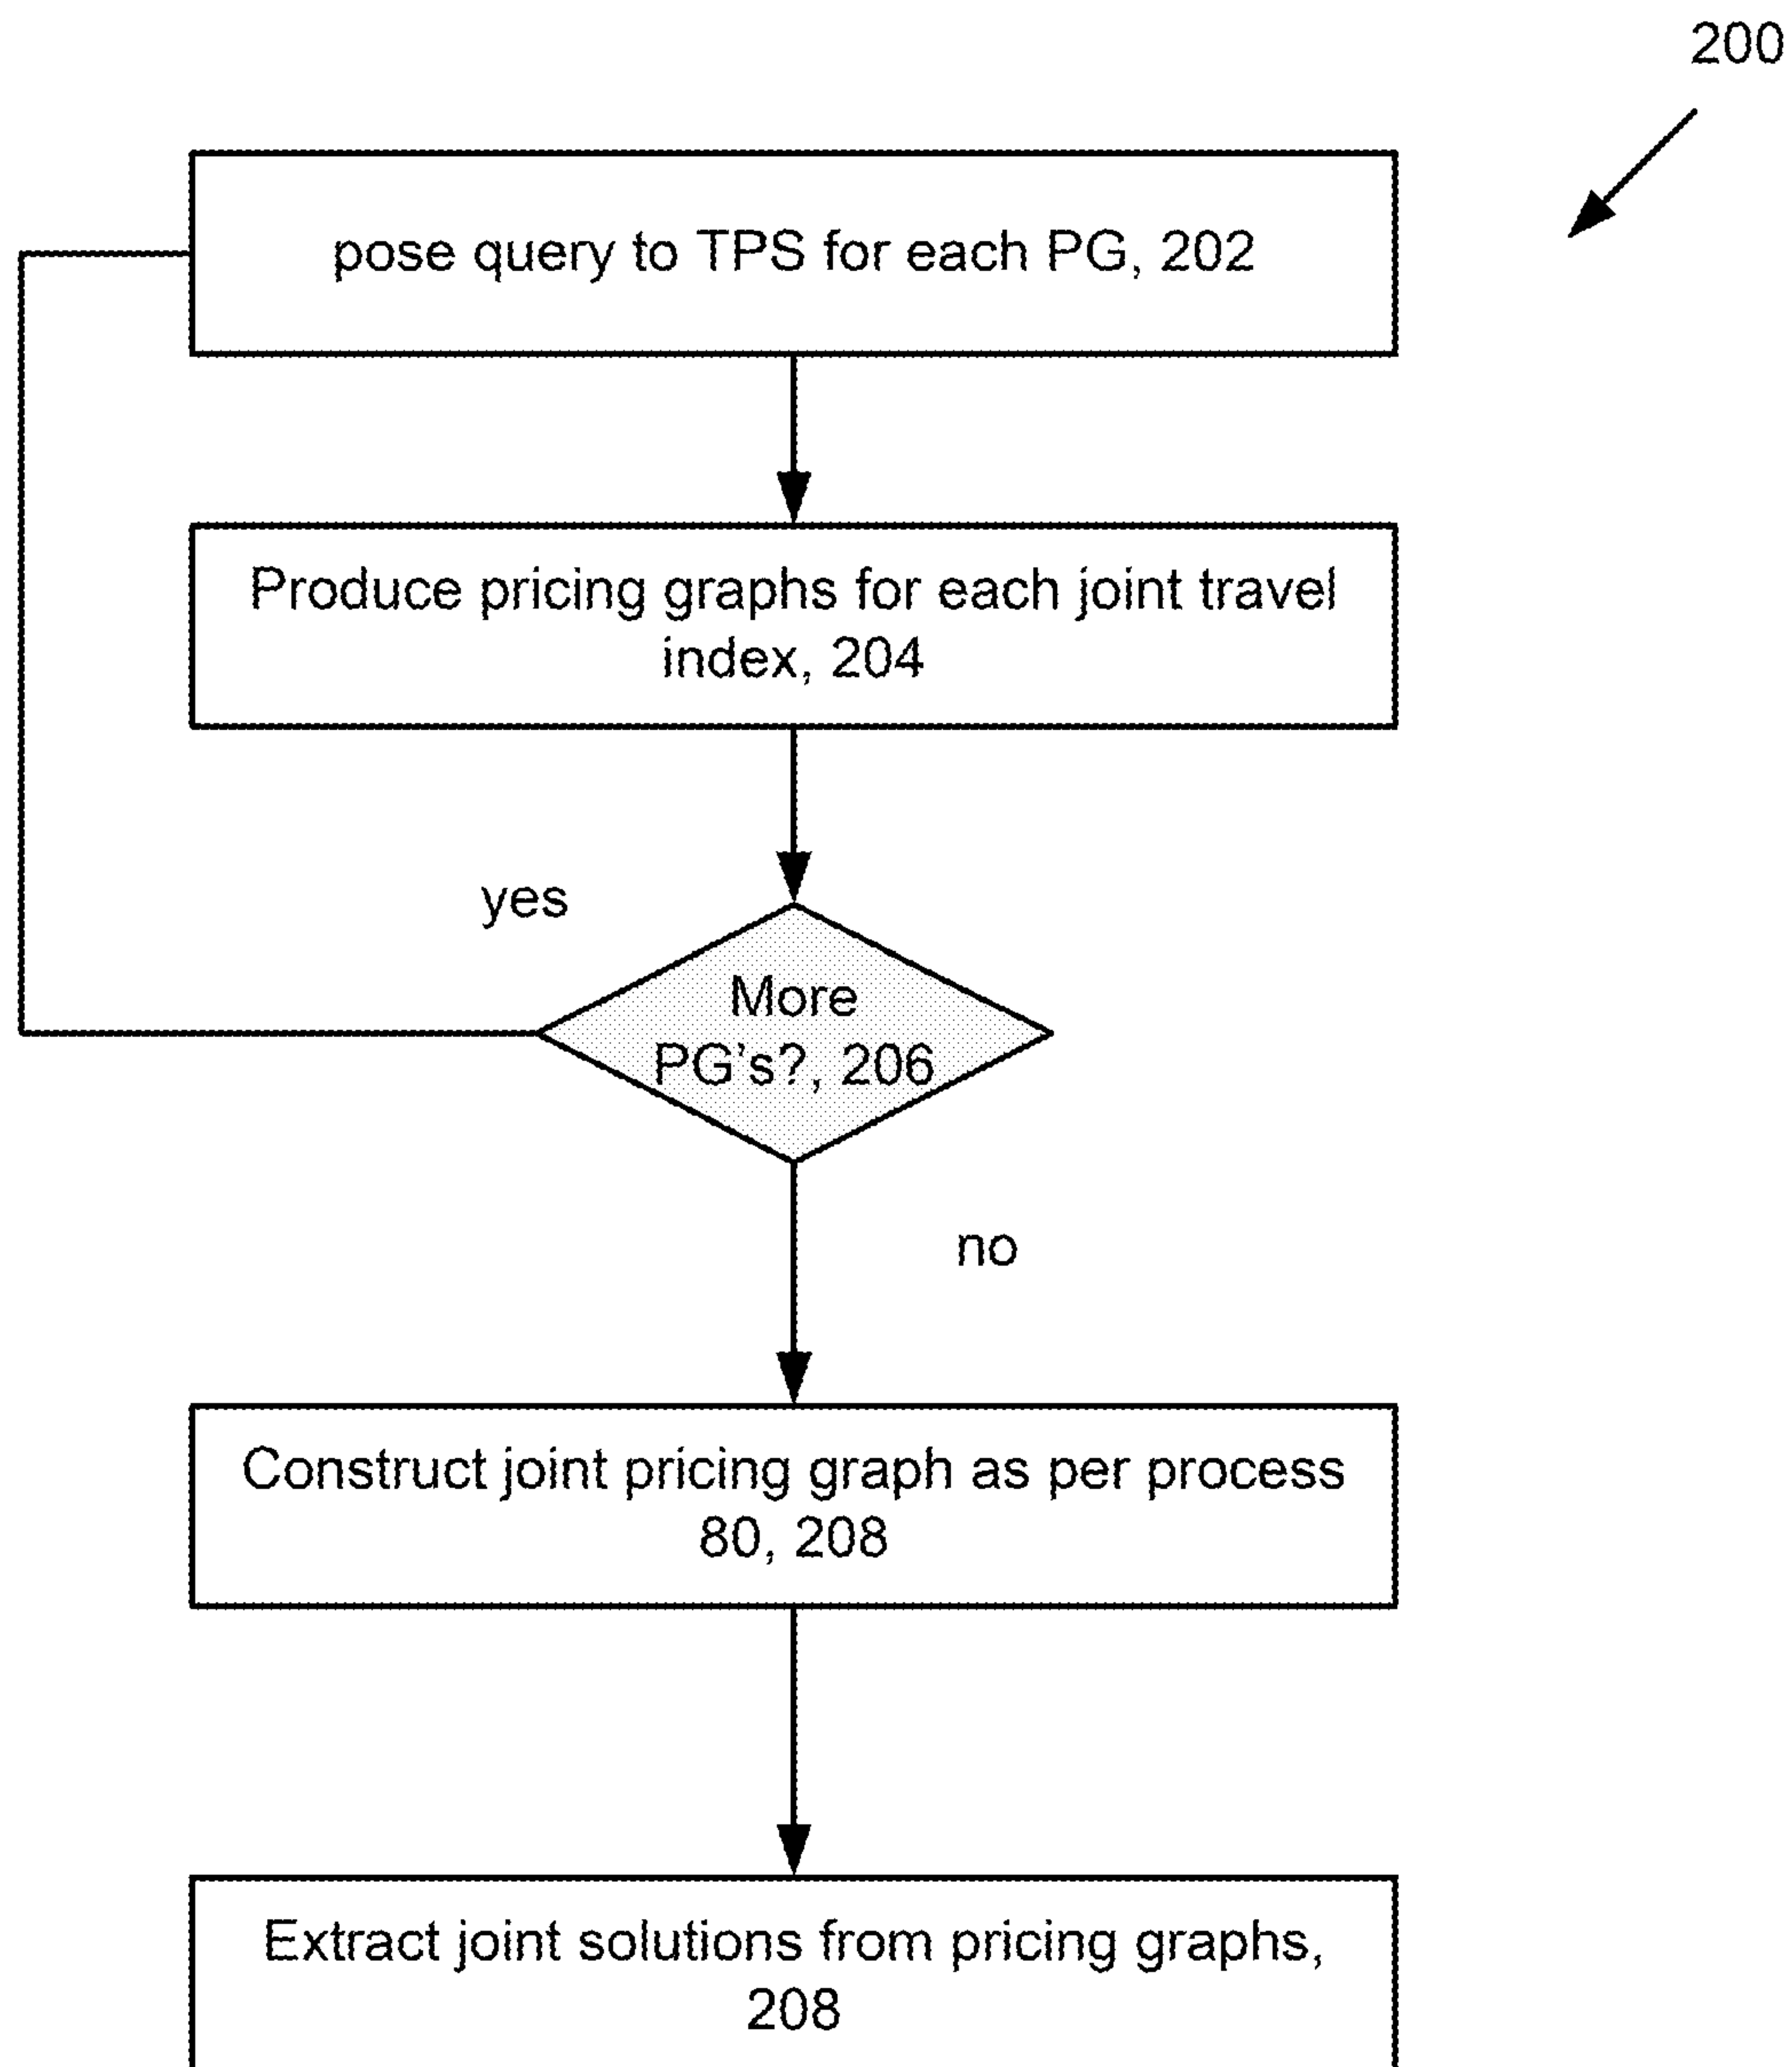 200
pose query to TPS for each PG, 202
Produce pricing graphs for each joint travel
index, 204
yes
More
PG's?, 206
no
Construct joint pricing graph as per process
80, 208
Extract joint solutions from pricing graphs,
208